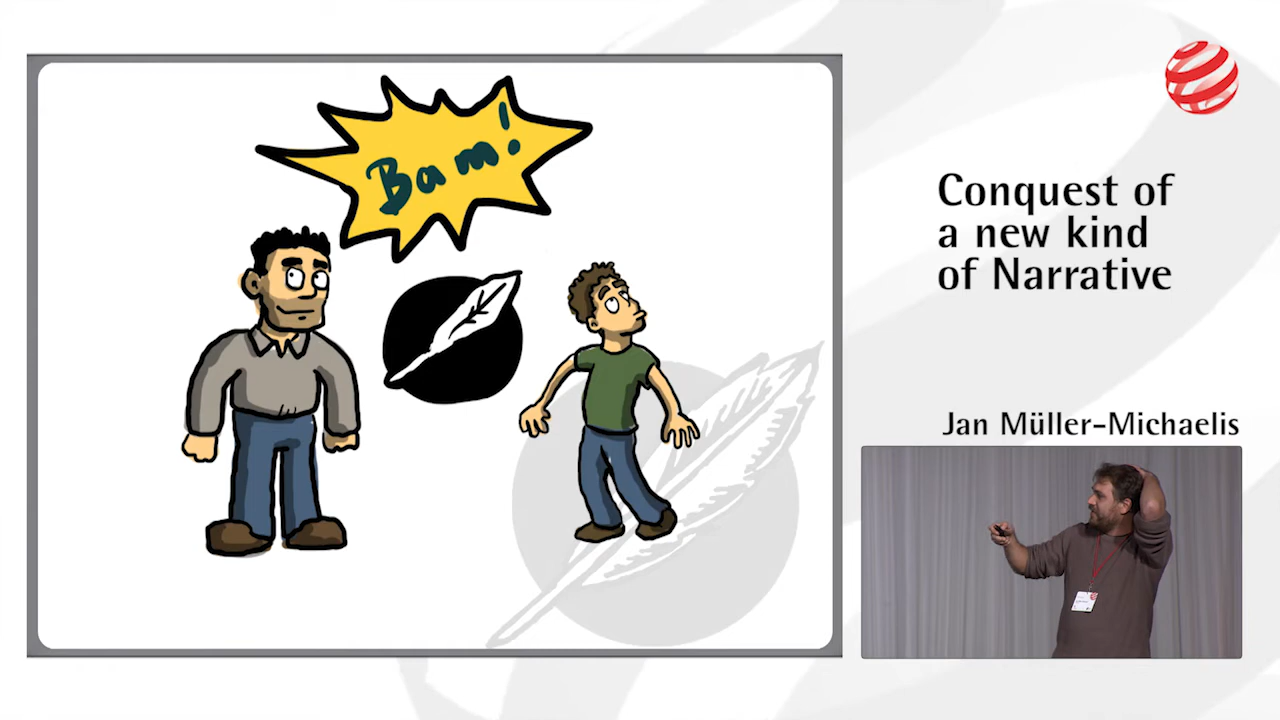 Bam!
Conquest of
a new kind
of Narrative
Jan Müller-Michaelis